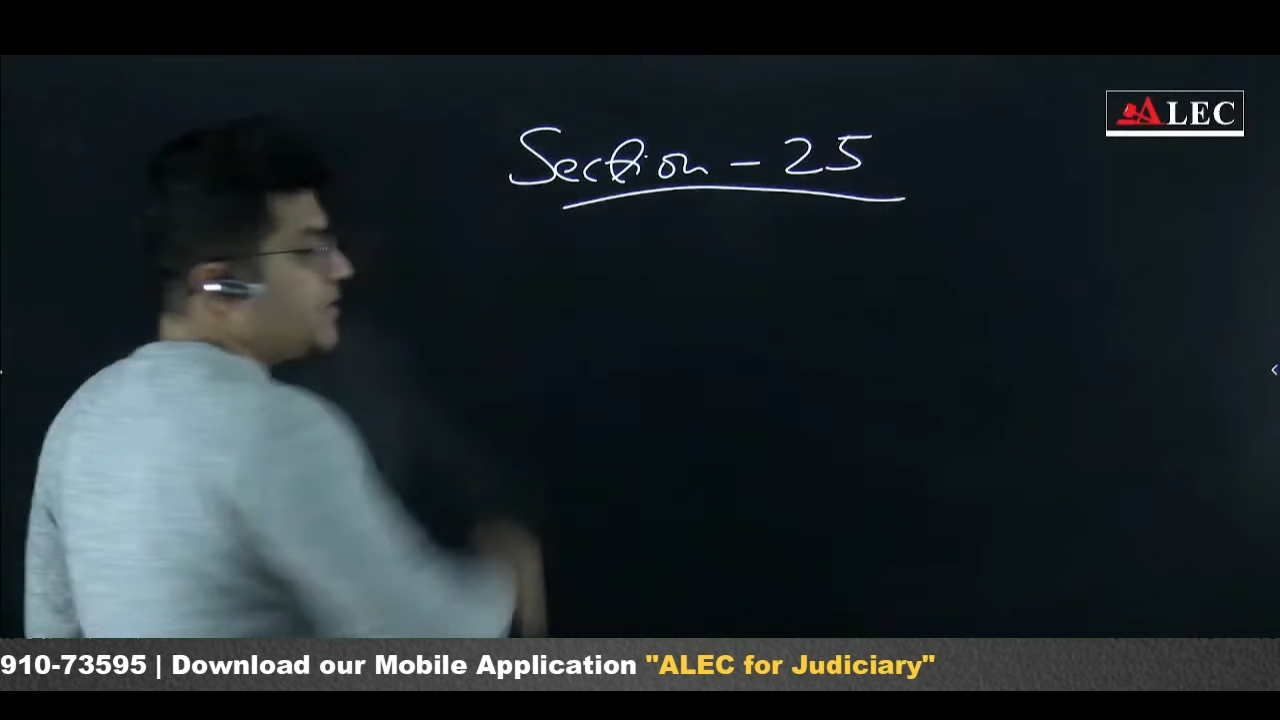 ALEC
Section - 25
910-73595 | Download our Mobile Application "ALEC for Judiciary"